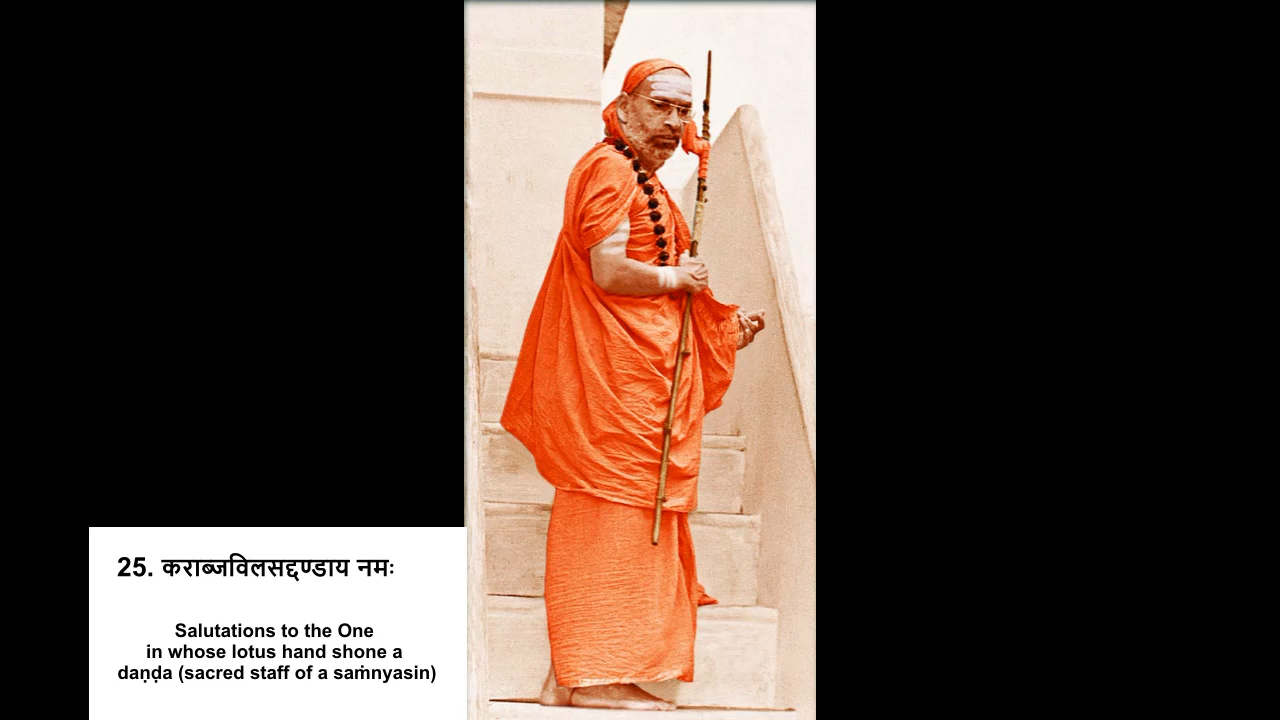 25. कराब्जविलसद्दण्डाय नमः
Salutations to the One
in whose lotus hand shone a
daṇḍa (sacred staff of a saṁnyasin)